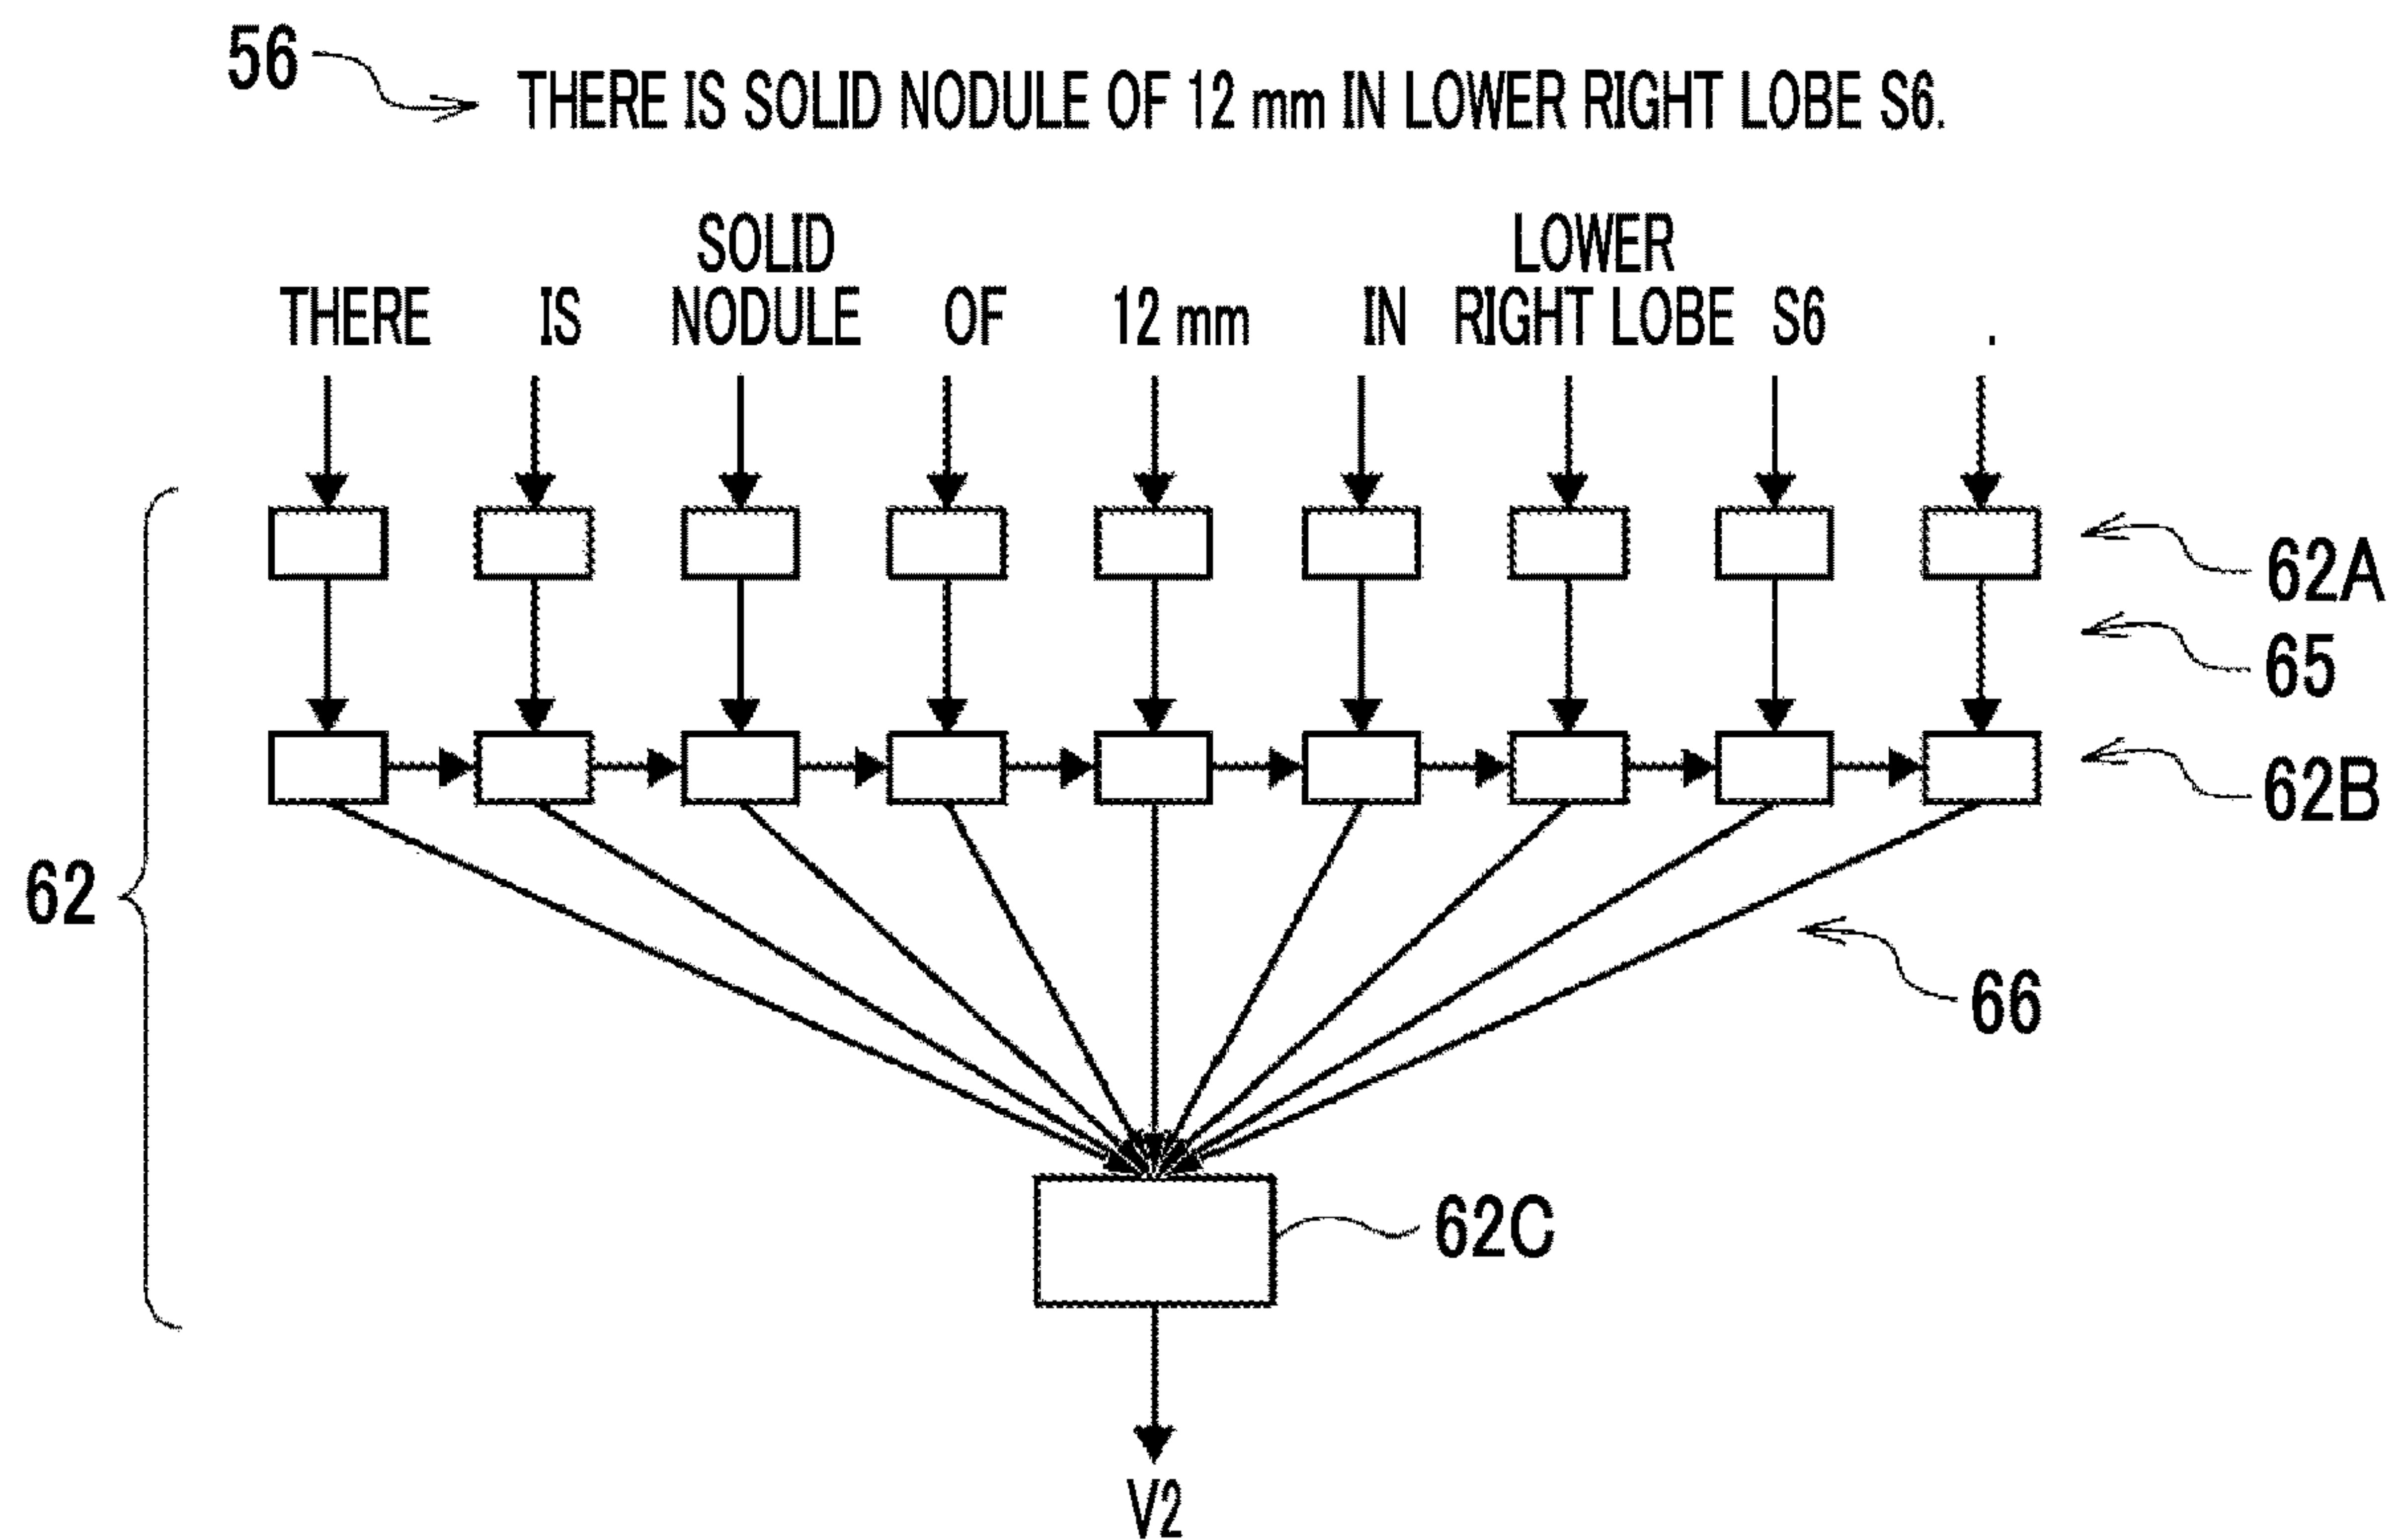 56
THERE IS SOLID NODULE OF 12 mm IN LOWER RIGHT LOBE S6.
SOLID LOWER
THERE IS NODULE OF 12 mm IN RIGHT LOBE S6 .
62A
65
62B
62
66
62C
V2